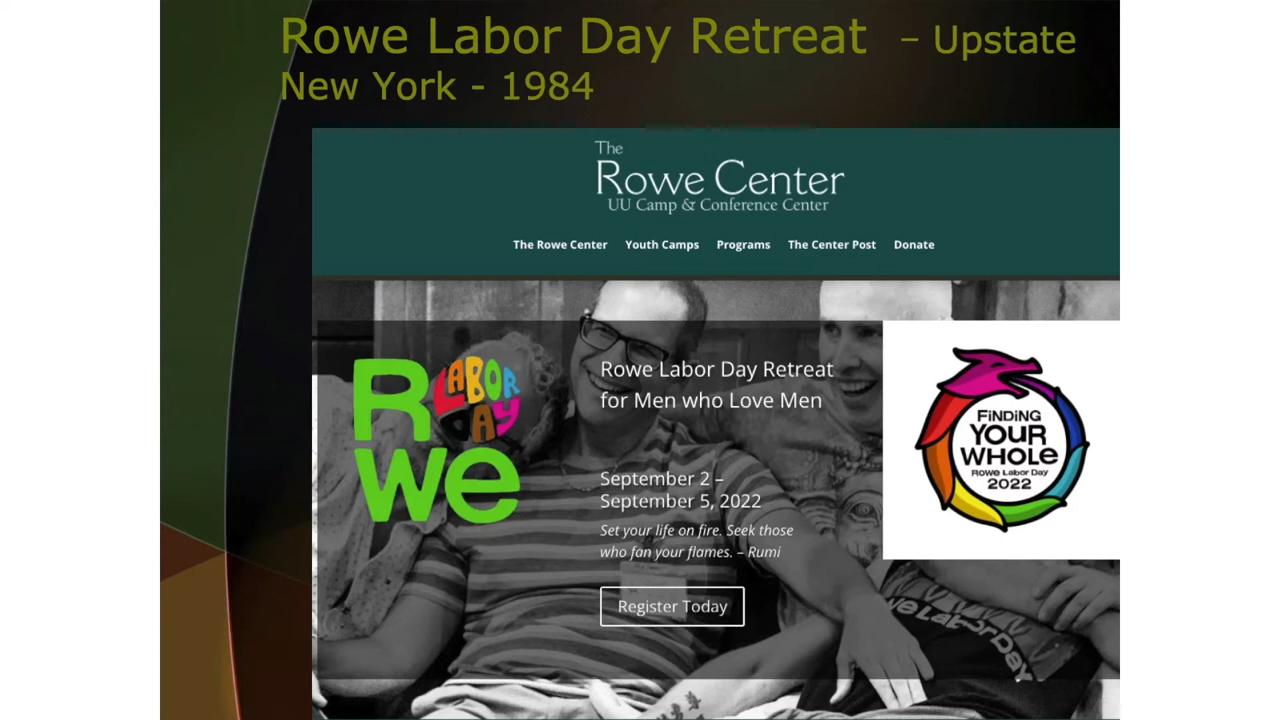 Rowe Labor Day Retreat – Upstate
New York - 1984
The
Rowe Center
UU Camp & Conference Center
The Rowe Center Youth Camps Programs The Center Post Donate
ROWE
LABOR
DAY
Rowe Labor Day Retreat
for Men who Love Men
September 2 –
September 5, 2022
Set your life on fire. Seek those
who fan your flames. – Rumi
Register Today
FiNDiNG
YOUR
WHOLE
ROWE LABOR DAY
2022
we LaborDay